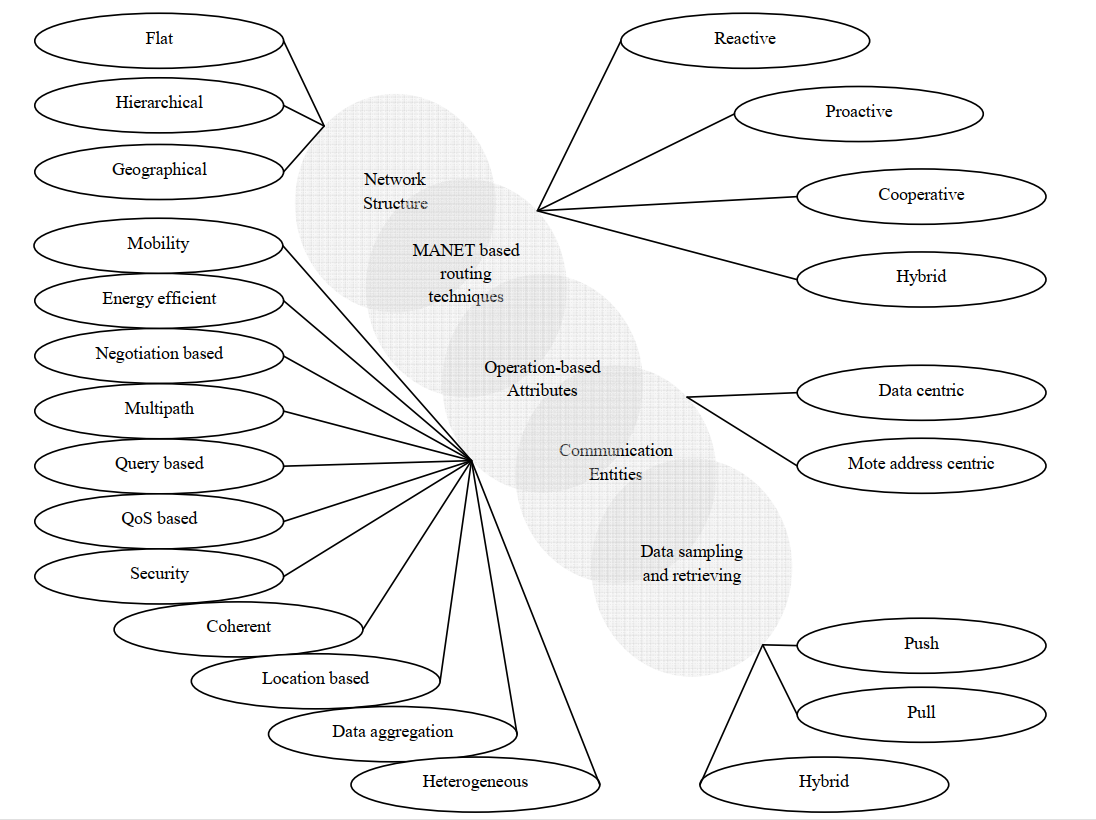 Flat
Hierarchical
Geographical
Mobility
Energy efficient
Negotiation based
Multipath
Query based
QoS based
Security
Coherent
Location based
Data aggregation
Heterogeneous
Network
Structure
MANET based
routing
techniques
Operation-based
Attributes
Communication
Entities
Data sampling
and retrieving
Reactive
Proactive
Cooperative
Hybrid
Data centric
Mote address centric
Push
Pull
Hybrid